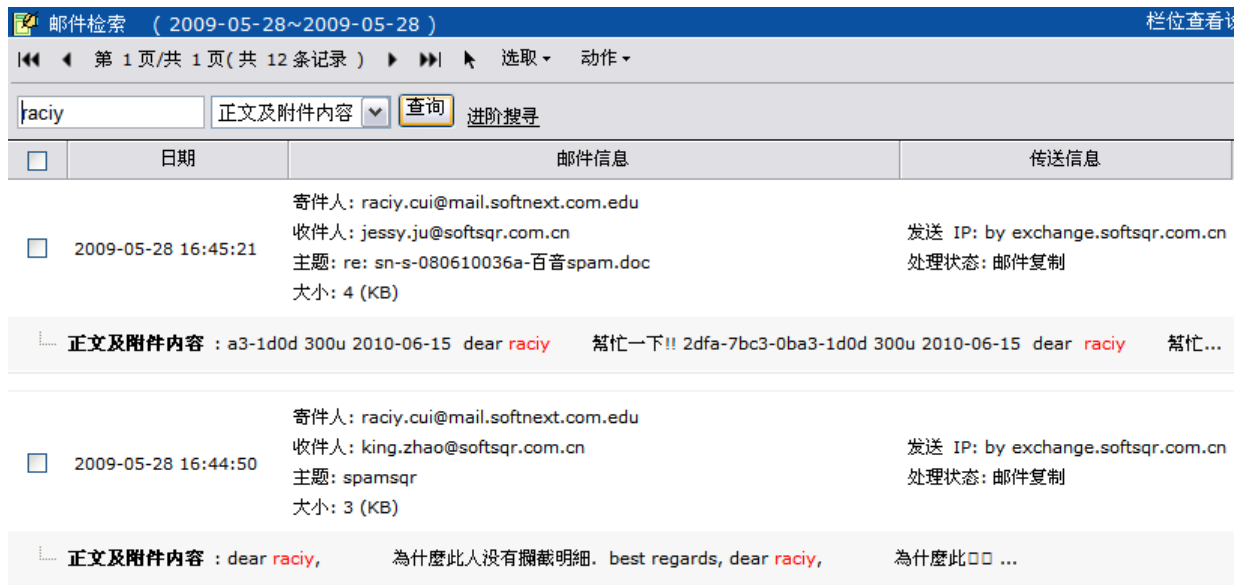 邮件检索 ( 2009-05-28~2009-05-28 ) 栏位查看
第 1 页/共 1 页( 共 12 条记录 ) 选取 动作
raciy 正文及附件内容 查询 进阶搜寻
日期 邮件信息 传送信息
寄件人: raciy.cui@mail.softnext.com.edu
收件人: jessy.ju@softsqr.com.cn
2009-05-28 16:45:21
主题: re: sn-s-080610036a-百音spam.doc
大小: 4 (KB)
发送 IP: by exchange.softsqr.com.cn
处理状态: 邮件复制
正文及附件内容 : a3-1d0d 300u 2010-06-15 dear raciy 幫忙一下!! 2dfa-7bc3-0ba3-1d0d 300u 2010-06-15 dear raciy 幫忙...
寄件人: raciy.cui@mail.softnext.com.edu
收件人: king.zhao@softsqr.com.cn
2009-05-28 16:44:50
主题: spamsqr
大小: 3 (KB)
发送 IP: by exchange.softsqr.com.cn
处理状态: 邮件复制
正文及附件内容 : dear raciy, 為什麼此人没有攔截明細. best regards, dear raciy, 為什麼此□□ ...